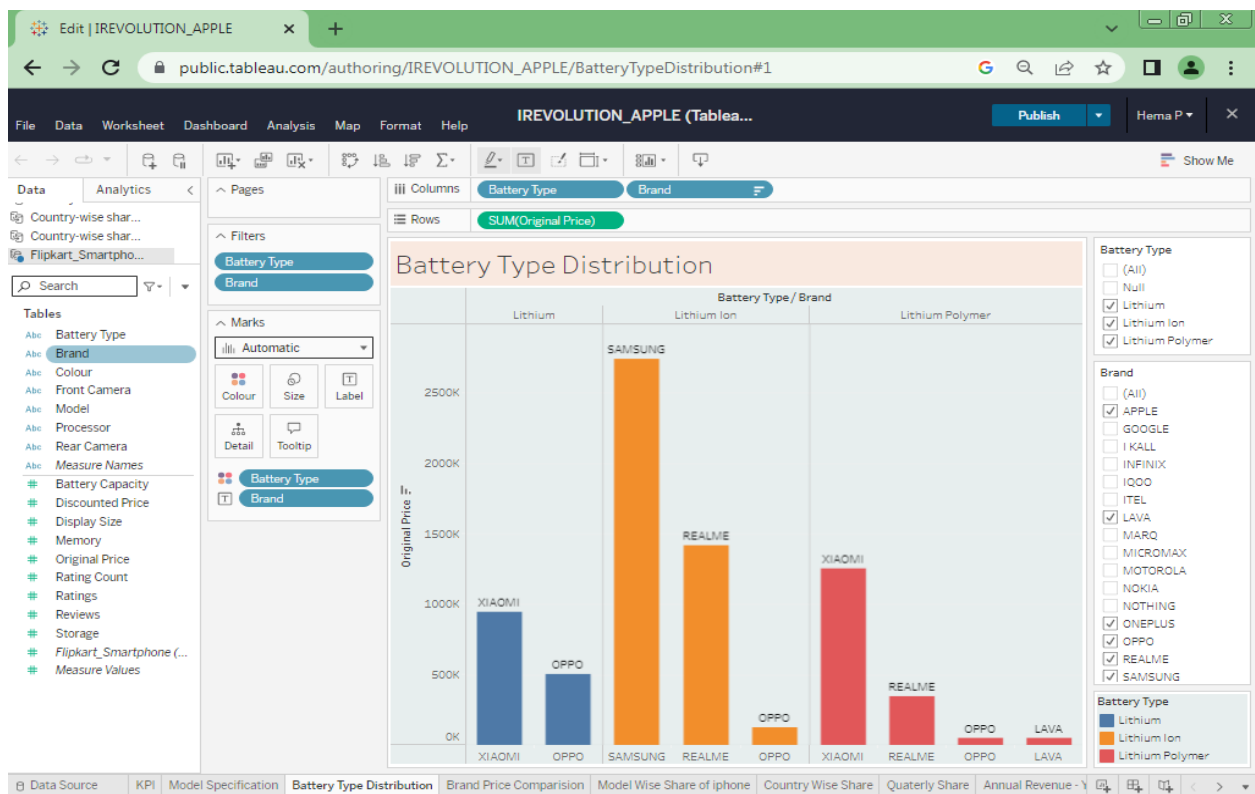 Edit | IREVOLUTION_APPLE
public.tableau.com/authoring/IREVOLUTION_APPLE/BatteryTypeDistribution#1
IREVOLUTION_APPLE (Tablea...
Publish
Hema P
File Data Worksheet Dashboard Analysis Map Format Help
Show Me
Data Analytics
Country-wise shar...
Country-wise shar...
Flipkart_Smartpho...
Search
Tables
Abc Battery Type
Abc Brand
Abc Colour
Abc Front Camera
Abc Model
Abc Processor
Abc Rear Camera
Abc Measure Names
# Battery Capacity
# Discounted Price
# Display Size
# Memory
# Original Price
# Rating Count
# Ratings
# Reviews
# Storage
# Flipkart_Smartphone (...
# Measure Values
Pages
Filters
Battery Type
Brand
Marks
Automatic
Colour Size Label
Detail Tooltip
Battery Type
T Brand
Columns Battery Type Brand
Rows SUM(Original Price)
Battery Type Distribution
Battery Type / Brand
Lithium Lithium Ion Lithium Polymer
Original Price
2500K
2000K
1500K
1000K
500K
0K
XIAOMI
OPPO
SAMSUNG
REALME
OPPO
XIAOMI
REALME
OPPO
LAVA
XIAOMI OPPO SAMSUNG REALME OPPO XIAOMI REALME OPPO LAVA
Battery Type
(All)
Null
Lithium
Lithium Ion
Lithium Polymer
Brand
(All)
APPLE
GOOGLE
I KALL
INFINIX
IQOO
ITEL
LAVA
MARQ
MICROMAX
MOTOROLA
NOKIA
NOTHING
ONEPLUS
OPPO
REALME
SAMSUNG
Battery Type
Lithium
Lithium Ion
Lithium Polymer
Data Source KPI Model Specification Battery Type Distribution Brand Price Comparision Model Wise Share of iphone Country Wise Share Quaterly Share Annual Revenue - Y